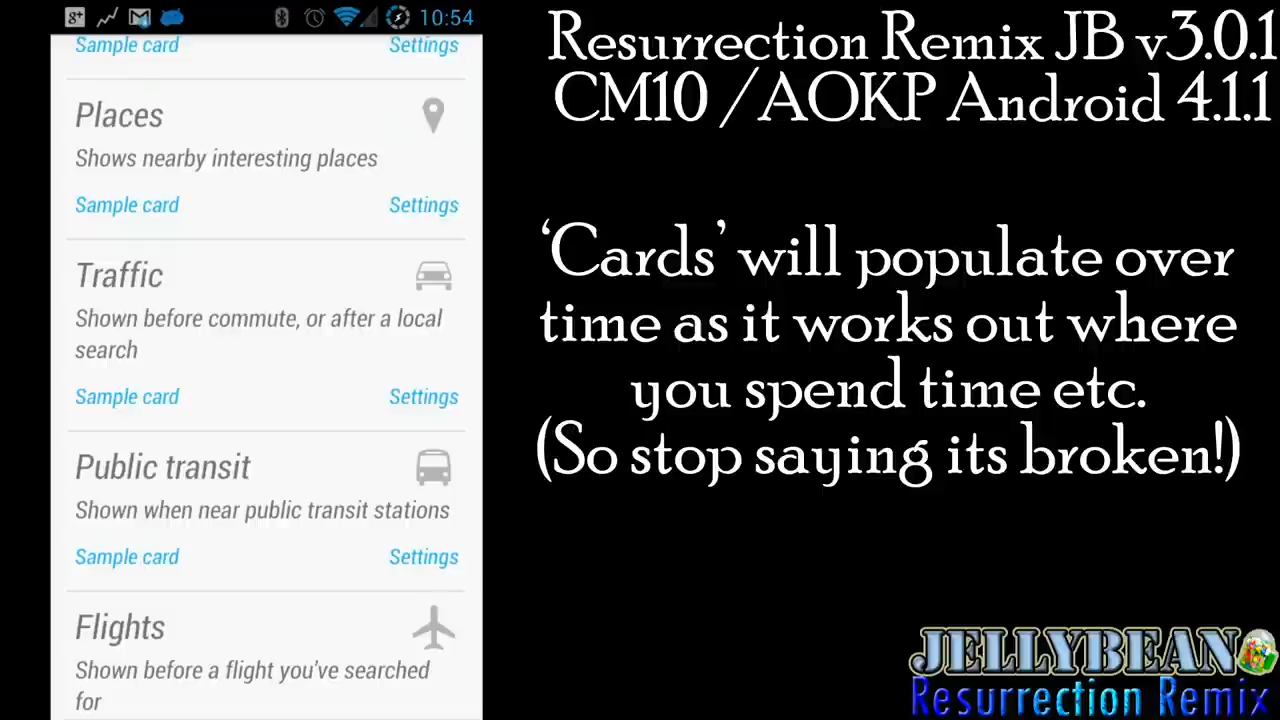 10:54
Sample card Settings
Places
Shows nearby interesting places
Sample card Settings
Traffic
Shown before commute, or after a local
search
Sample card Settings
Public transit
Shown when near public transit stations
Sample card Settings
Flights
Shown before a flight you've searched
for
Resurrection Remix JB v3.0.1
CM10 /AOKP Android 4.1.1
‘Cards’ will populate over
time as it works out where
you spend time etc.
(So stop saying its broken!)
JELLYBEAN
Resurrection Remix